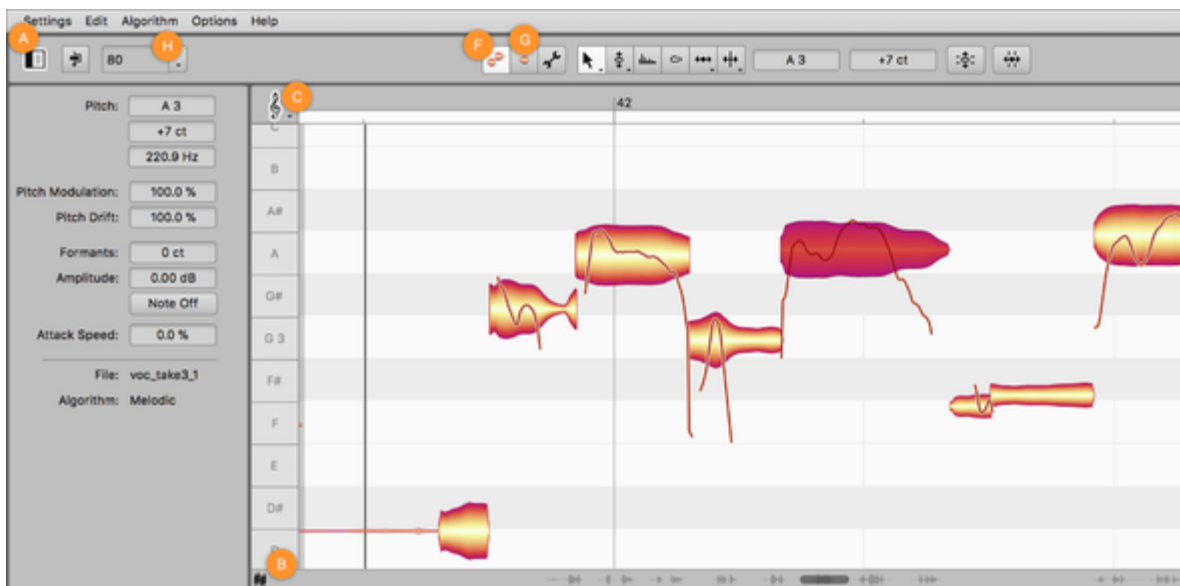 Settings Edit Algorithm Options Help
A
H
F
G
80
A 3
+7 ct
Pitch: A 3
+7 ct
220.9 Hz
Pitch Modulation: 100.0 %
Pitch Drift: 100.0 %
Formants: 0 ct
Amplitude: 0.00 dB
Note Off
Attack Speed: 0.0 %
File: voc_take3_1
Algorithm: Melodic
C
42
C
B
A#
A
G#
G 3
F#
F
E
D#
D
B